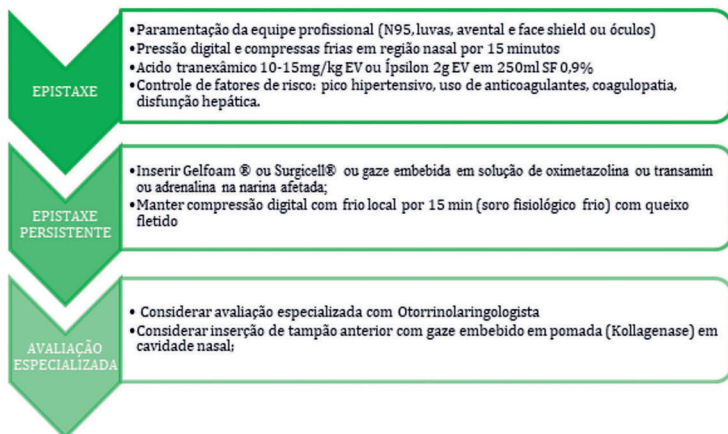 EPISTAXE
•Paramentação da equipe profissional (N95, luvas, avental e face shield ou óculos)
•Pressão digital e compressas frias em região nasal por 15 minutos
•Acido tranexâmico 10-15mg/kg EV ou Ípsilon 2g EV em 250ml SF 0,9%
•Controle de fatores de risco: pico hipertensivo, uso de anticoagulantes, coagulopatia,
disfunção hepática.
EPISTAXE
PERSISTENTE
•Inserir Gelfoam ® ou Surgicell® ou gaze embebida em solução de oximetazolina ou transamin
ou adrenalina na narina afetada;
•Manter compressão digital com frio local por 15 min (soro fisiológico frio) com queixo
fletido
AVALIAÇÃO
ESPECIALIZADA
• Considerar avaliação especializada com Otorrinolaringologista
•Considerar inserção de tampão anterior com gaze embebido em pomada (Kollagenase) em
cavidade nasal;